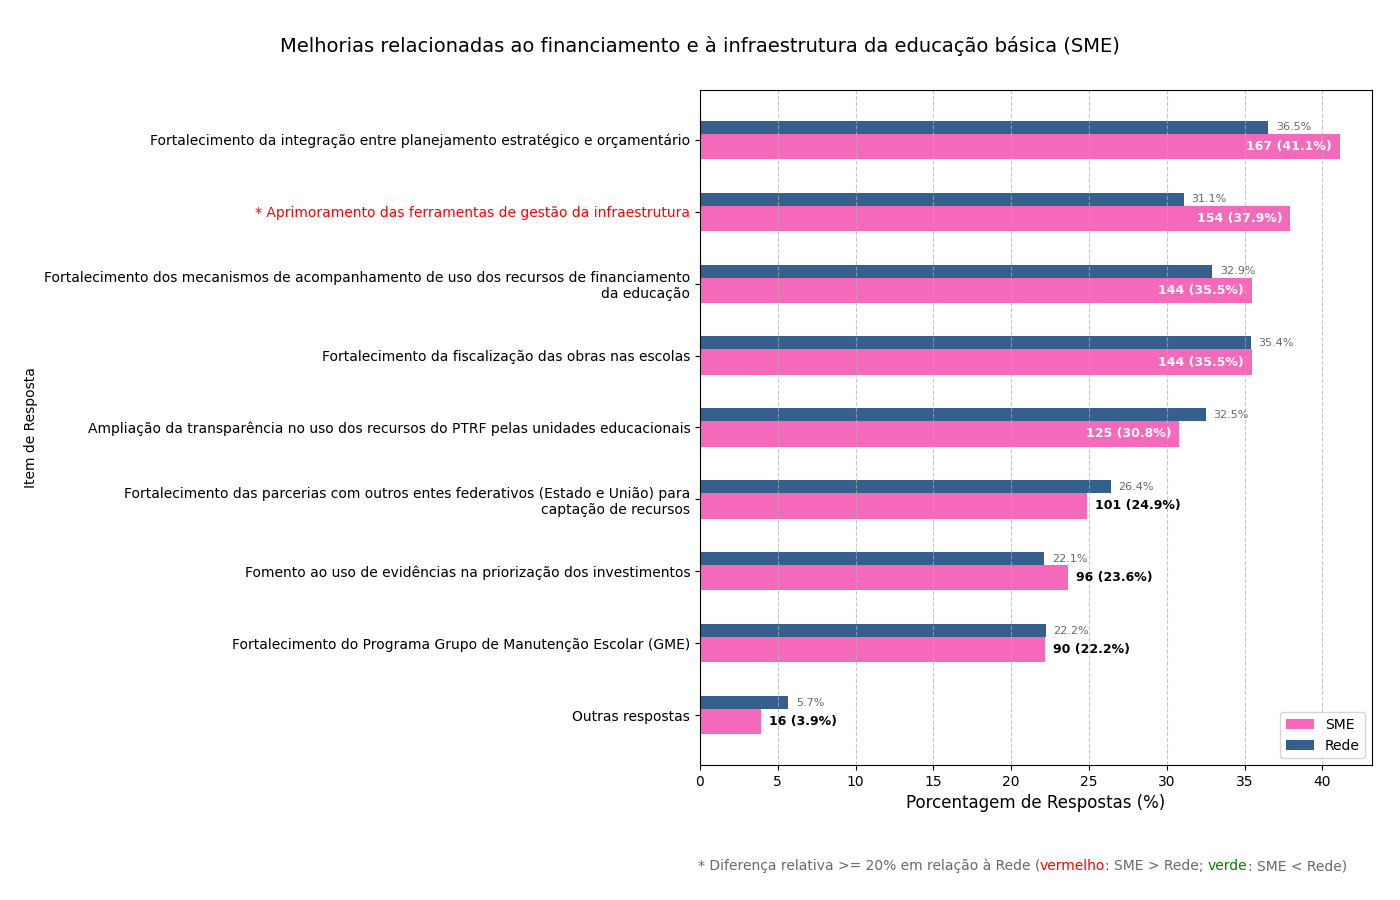 Melhorias relacionadas ao financiamento e à infraestrutura da educação básica (SME)
Item de Resposta
Fortalecimento da integração entre planejamento estratégico e orçamentário
36.5%
167 (41.1%)
* Aprimoramento das ferramentas de gestão da infraestrutura
31.1%
154 (37.9%)
Fortalecimento dos mecanismos de acompanhamento de uso dos recursos de financiamento
da educação
32.9%
144 (35.5%)
Fortalecimento da fiscalização das obras nas escolas
35.4%
144 (35.5%)
Ampliação da transparência no uso dos recursos do PTRF pelas unidades educacionais
32.5%
125 (30.8%)
Fortalecimento das parcerias com outros entes federativos (Estado e União) para
captação de recursos
26.4%
101 (24.9%)
Fomento ao uso de evidências na priorização dos investimentos
22.1%
96 (23.6%)
Fortalecimento do Programa Grupo de Manutenção Escolar (GME)
22.2%
90 (22.2%)
Outras respostas
5.7%
16 (3.9%)
SME
Rede
0 5 10 15 20 25 30 35 40
Porcentagem de Respostas (%)
* Diferença relativa >= 20% em relação à Rede (vermelho: SME > Rede; verde: SME < Rede)